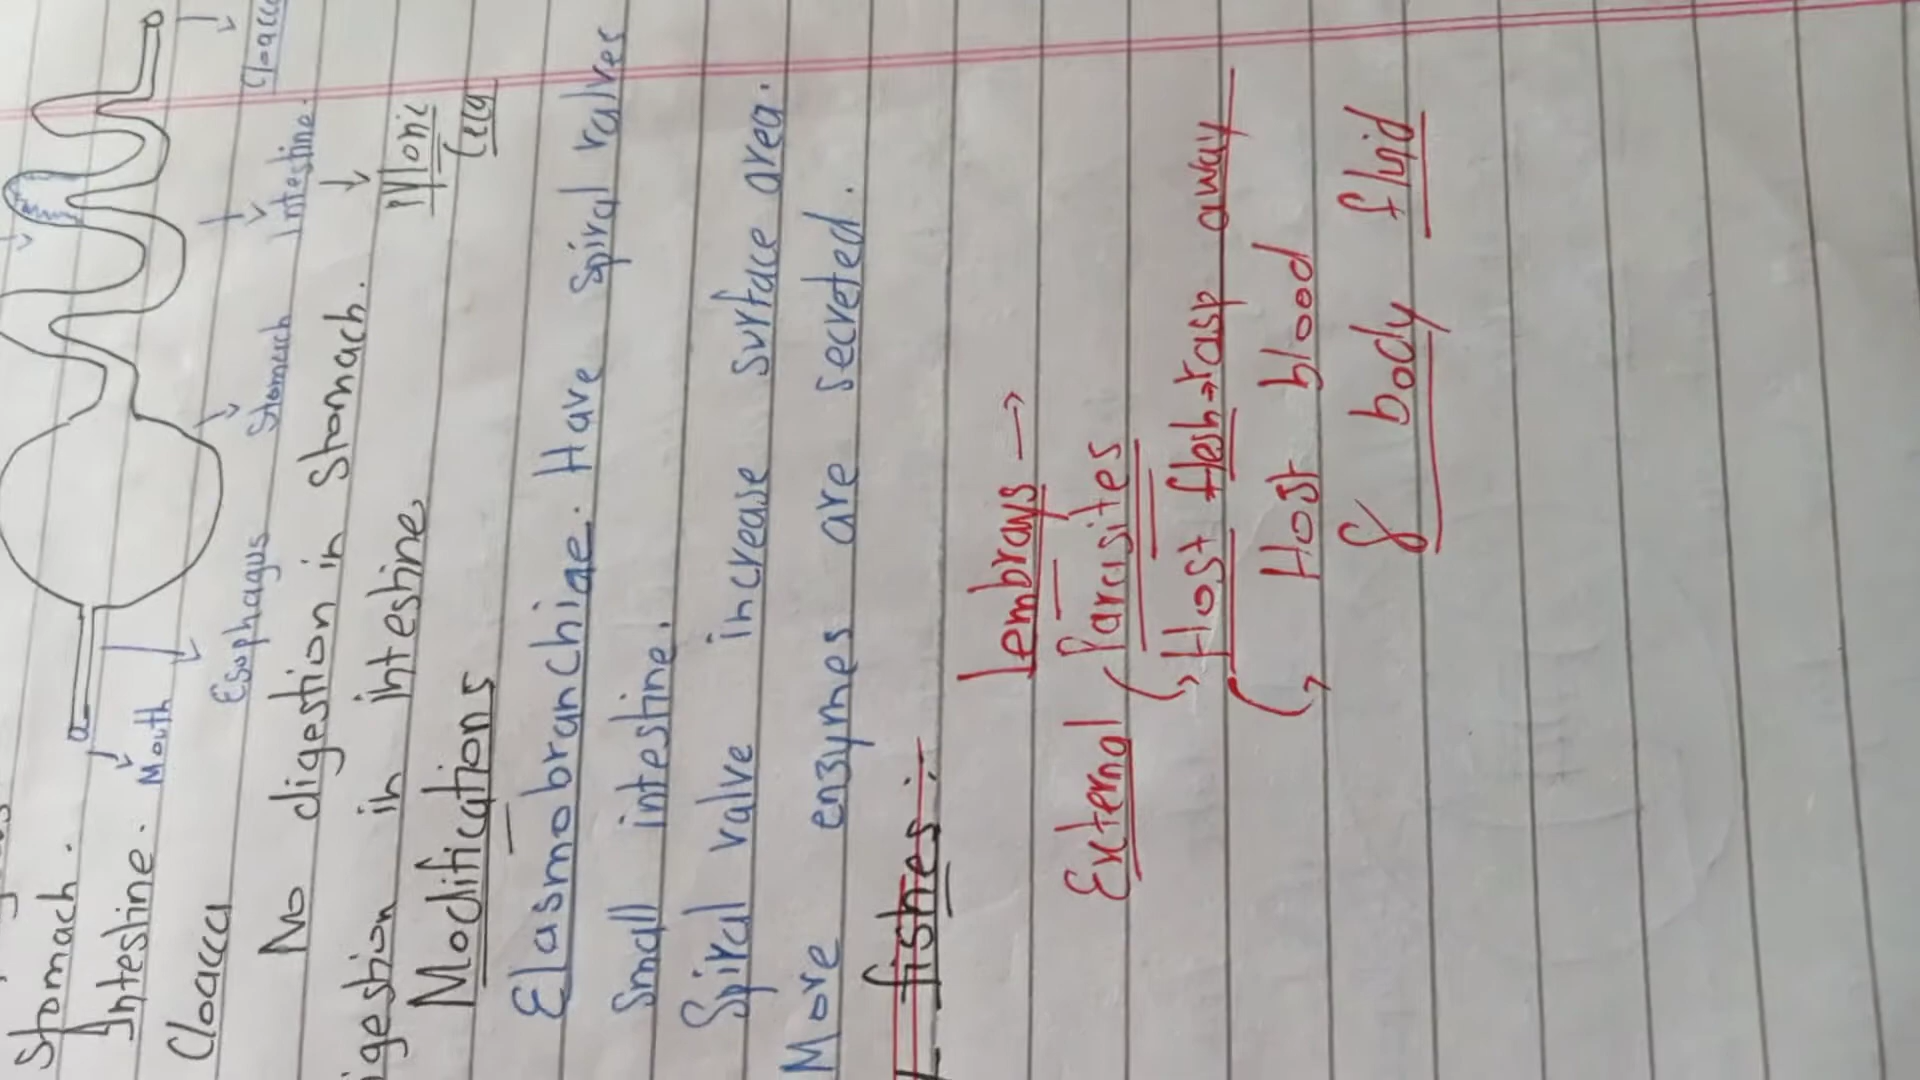 Stomach.
Intestine.
Cloaca
Mouth
Esophagus
Stomach
Intestine.
Cloaca
No digestion in Stomach.
igestion in intestine
Pyloric
Ceca
Modifications
Elasmobranchiae. Have spiral valves
Small intestine.
Spiral valve increase surface area.
More enzymes are secreted.
fishes:-
lembrays →
External Parasites
Host flesh→rasp away
Host blood
& body fluid